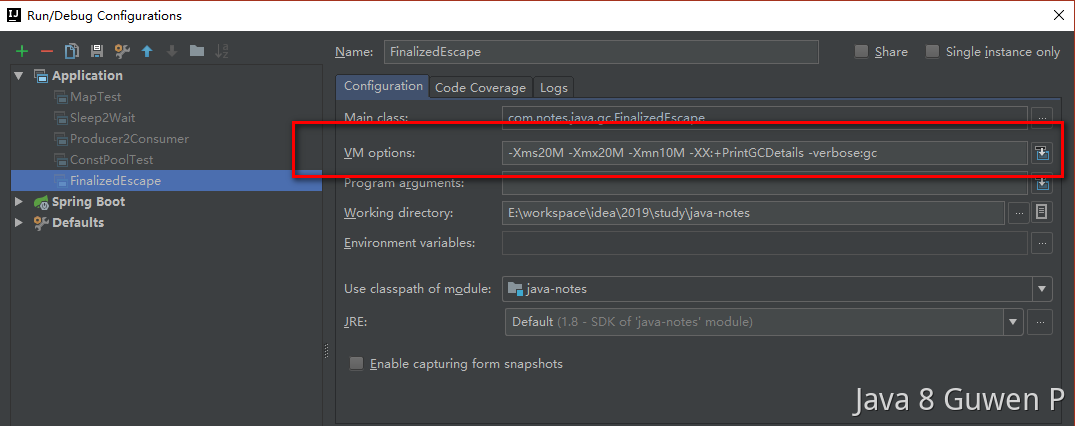 Run/Debug Configurations
Name: FinalizedEscape Share Single instance only
Application
MapTest
Sleep2Wait
Producer2Consumer
ConstPoolTest
FinalizedEscape
Spring Boot
Defaults
Configuration Code Coverage Logs
Main class: com.notes.java.gc.FinalizedEscape ...
VM options: -Xms20M -Xmx20M -Xmn10M -XX:+PrintGCDetails -verbose:gc
Program arguments:
Working directory: E:\workspace\idea\2019\study\java-notes ...
Environment variables: ...
Use classpath of module: java-notes
JRE: Default (1.8 - SDK of 'java-notes' module) ...
Enable capturing form snapshots
Java 8 Guwen P